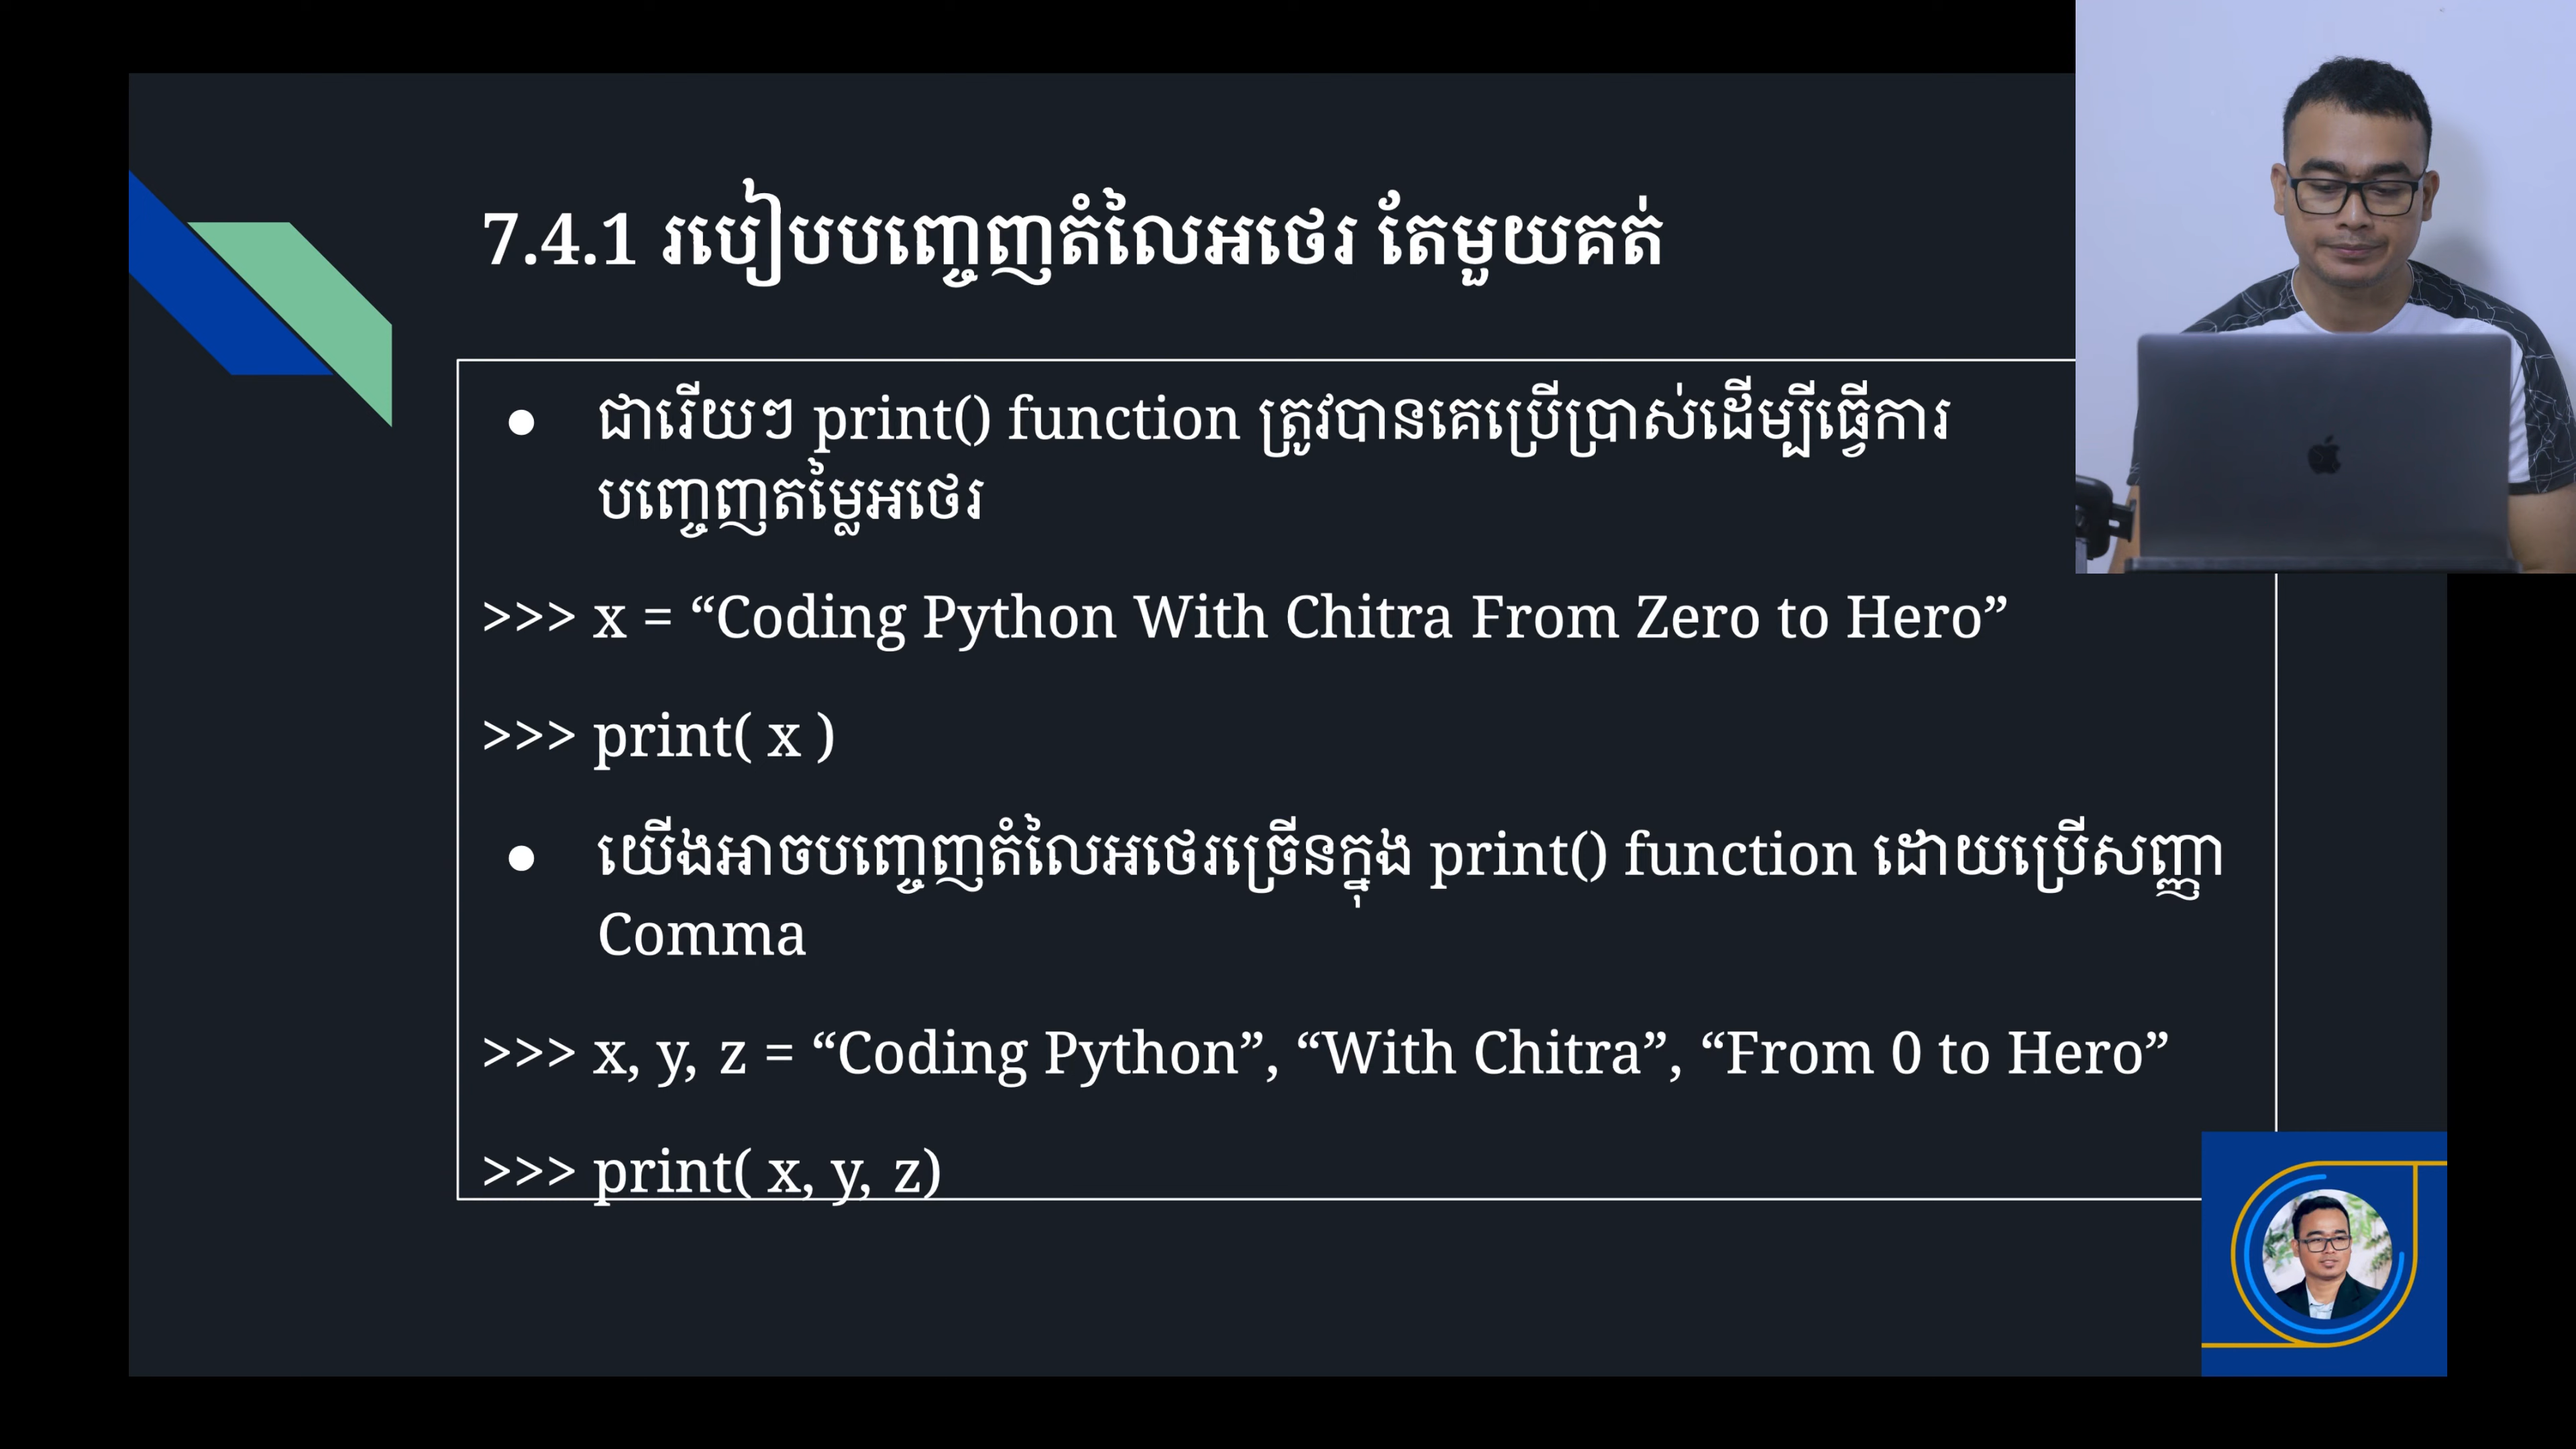 7.4.1 របៀបបញ្ចេញតំលៃអថេរ តែមួយគត់
● ជារើយៗ print() function ត្រូវបានគេប្រើប្រាស់ដើម្បីធ្វើការ
បញ្ចេញតម្លៃអថេរ
>>> x = “Coding Python With Chitra From Zero to Hero”
>>> print( x )
● យើងអាចបញ្ចេញតំលៃអថេរច្រើនក្នុង print() function ដោយប្រើសញ្ញា
Comma
>>> x, y, z = “Coding Python”, “With Chitra”, “From 0 to Hero”
>>> print( x, y, z)